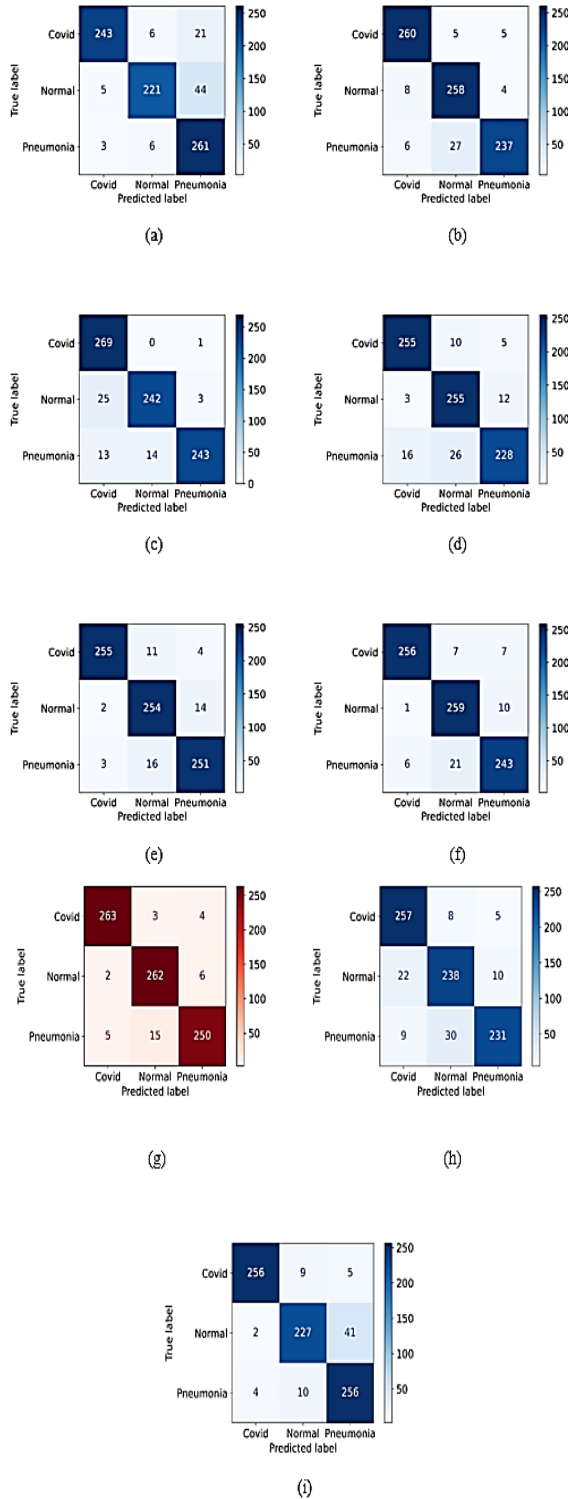 Covid 243 6 21 250
200
True label Normal 5 221 44 150
100
Pneumonia 3 6 261 50
Covid Normal Pneumonia
Predicted label
(a)
Covid 260 5 5 250
200
True label Normal 8 258 4 150
100
Pneumonia 6 27 237 50
Covid Normal Pneumonia
Predicted label
(b)
Covid 269 0 1 250
200
True label Normal 25 242 3 150
100
Pneumonia 13 14 243 50
0
Covid Normal Pneumonia
Predicted label
(c)
Covid 255 10 5 250
200
True label Normal 3 255 12 150
100
Pneumonia 16 26 228 50
Covid Normal Pneumonia
Predicted label
(d)
Covid 255 11 4 250
200
True label Normal 2 254 14 150
100
Pneumonia 3 16 251 50
Covid Normal Pneumonia
Predicted label
(e)
Covid 256 7 7 250
200
True label Normal 1 259 10 150
100
Pneumonia 6 21 243 50
Covid Normal Pneumonia
Predicted label
(f)
Covid 263 3 4 250
200
True label Normal 2 262 6 150
100
Pneumonia 5 15 250 50
Covid Normal Pneumonia
Predicted label
(g)
Covid 257 8 5 250
200
True label Normal 22 238 10 150
100
Pneumonia 9 30 231 50
Covid Normal Pneumonia
Predicted label
(h)
Covid 256 9 5 250
200
True label Normal 2 227 41 150
100
Pneumonia 4 10 256 50
Covid Normal Pneumonia
Predicted label
(i)